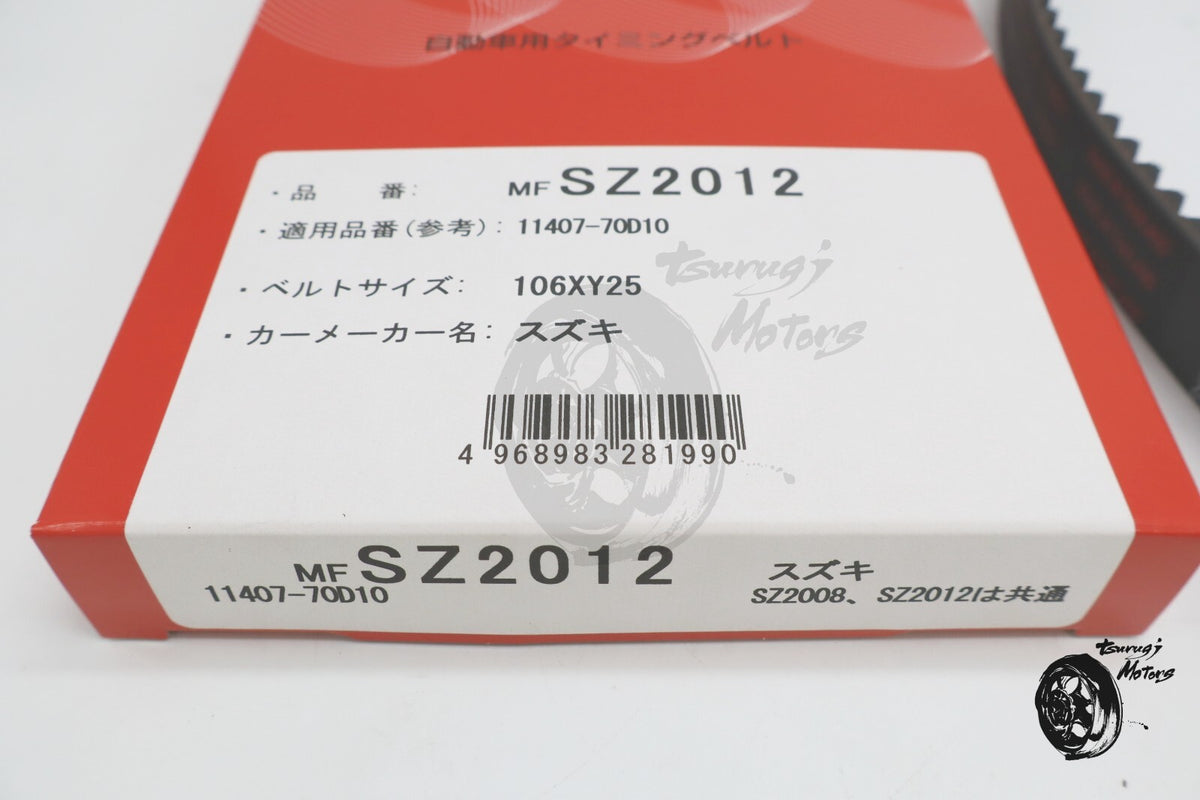 自動車用タイミングベルト
・品　　番: MF SZ2012
・適用品番(参考): 11407-70D10
・ベルトサイズ: 106XY25
・カーメーカー名: スズキ
tsurugi
Motors
4 968983 281990
MF SZ2012 スズキ
11407-70D10 SZ2008、SZ2012は共通
tsurugi
Motors